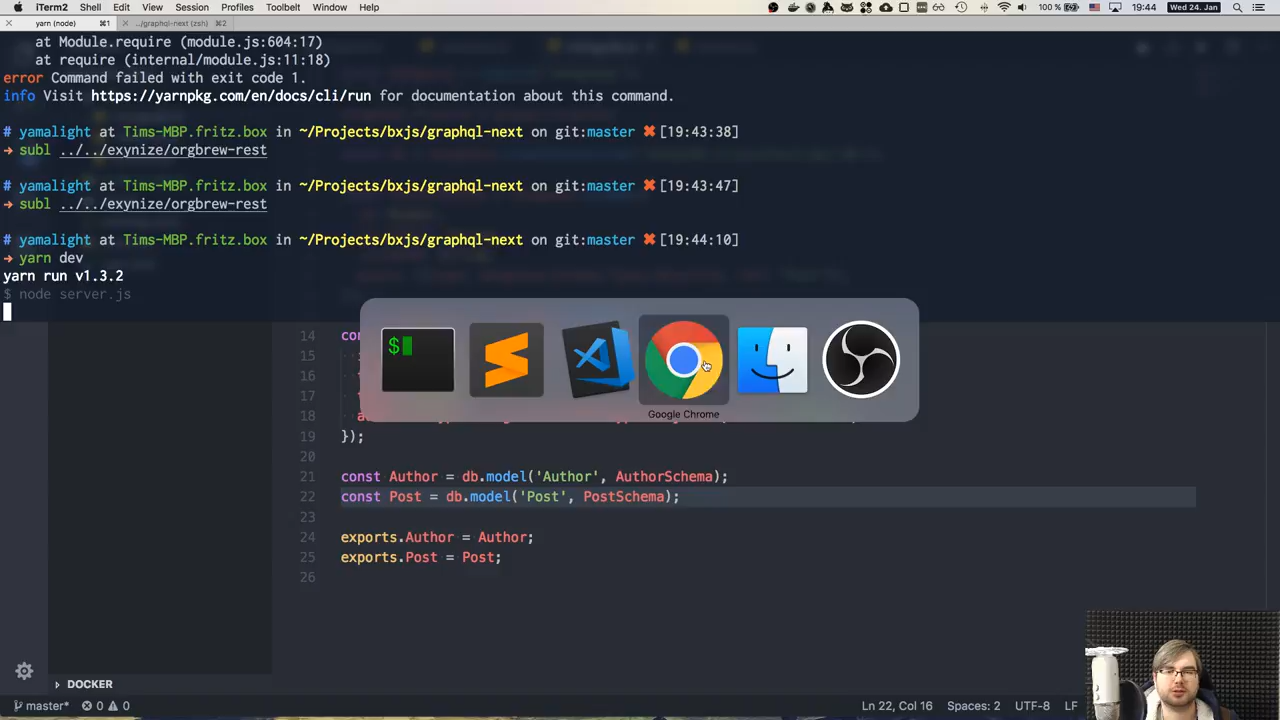 iTerm2 Shell Edit View Session Profiles Toolbelt Window Help 100 % 19:44 Wed 24. Jan
yarn (node) ⌘1 ../graphql-next (zsh) ⌘2
at Module.require (module.js:604:17)
at require (internal/module.js:11:18)
error Command failed with exit code 1.
info Visit https://yarnpkg.com/en/docs/cli/run for documentation about this command.
# yamalight at Tims-MBP.fritz.box in ~/Projects/bxjs/graphql-next on git:master ✖ [19:43:38]
→ subl ../../exynize/orgbrew-rest
# yamalight at Tims-MBP.fritz.box in ~/Projects/bxjs/graphql-next on git:master ✖ [19:43:47]
→ subl ../../exynize/orgbrew-rest
# yamalight at Tims-MBP.fritz.box in ~/Projects/bxjs/graphql-next on git:master ✖ [19:44:10]
→ yarn dev
yarn run v1.3.2
$ node server.js
$
Google Chrome
14 co
15
16
17
18
19 });
20
21 const Author = db.model('Author', AuthorSchema);
22 const Post = db.model('Post', PostSchema);
23
24 exports.Author = Author;
25 exports.Post = Post;
26
DOCKER
master* 0 0 Ln 22, Col 16 Spaces: 2 UTF-8 LF